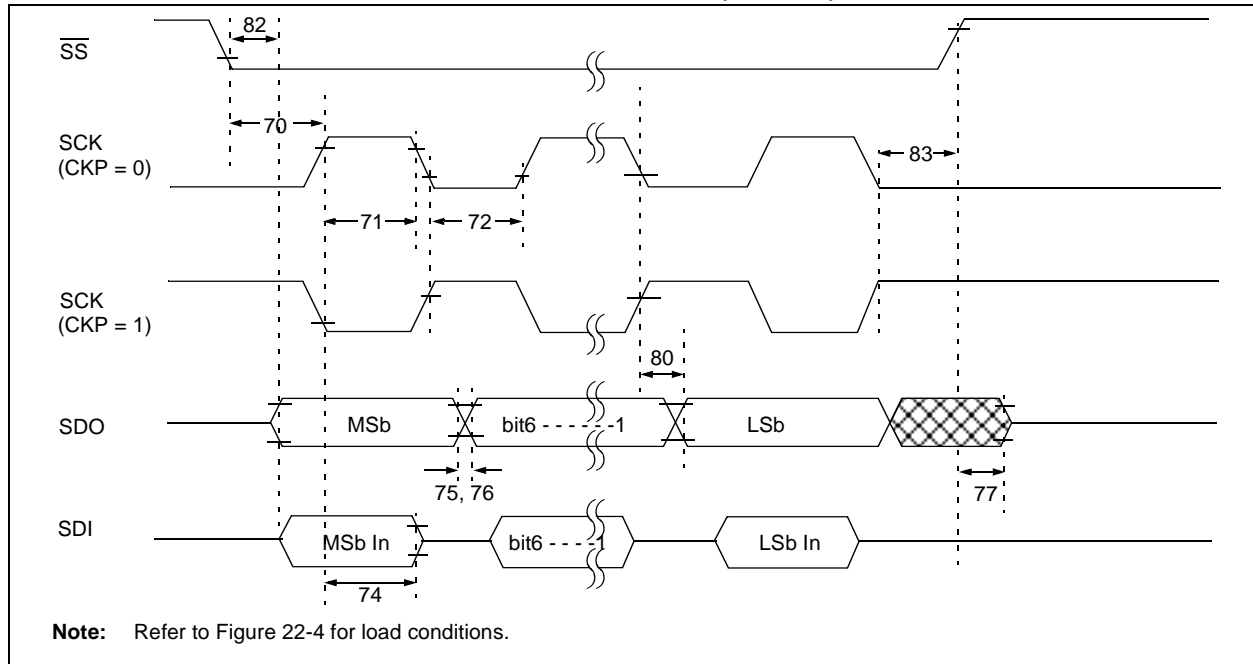 82
SS
70
SCK
(CKP = 0)
83
71
72
SCK
(CKP = 1)
80
SDO
MSb
bit6 - - - - - -1
LSb
75, 76
77
SDI
MSb In
bit6 - - - -1
LSb In
74
Note: Refer to Figure 22-4 for load conditions.